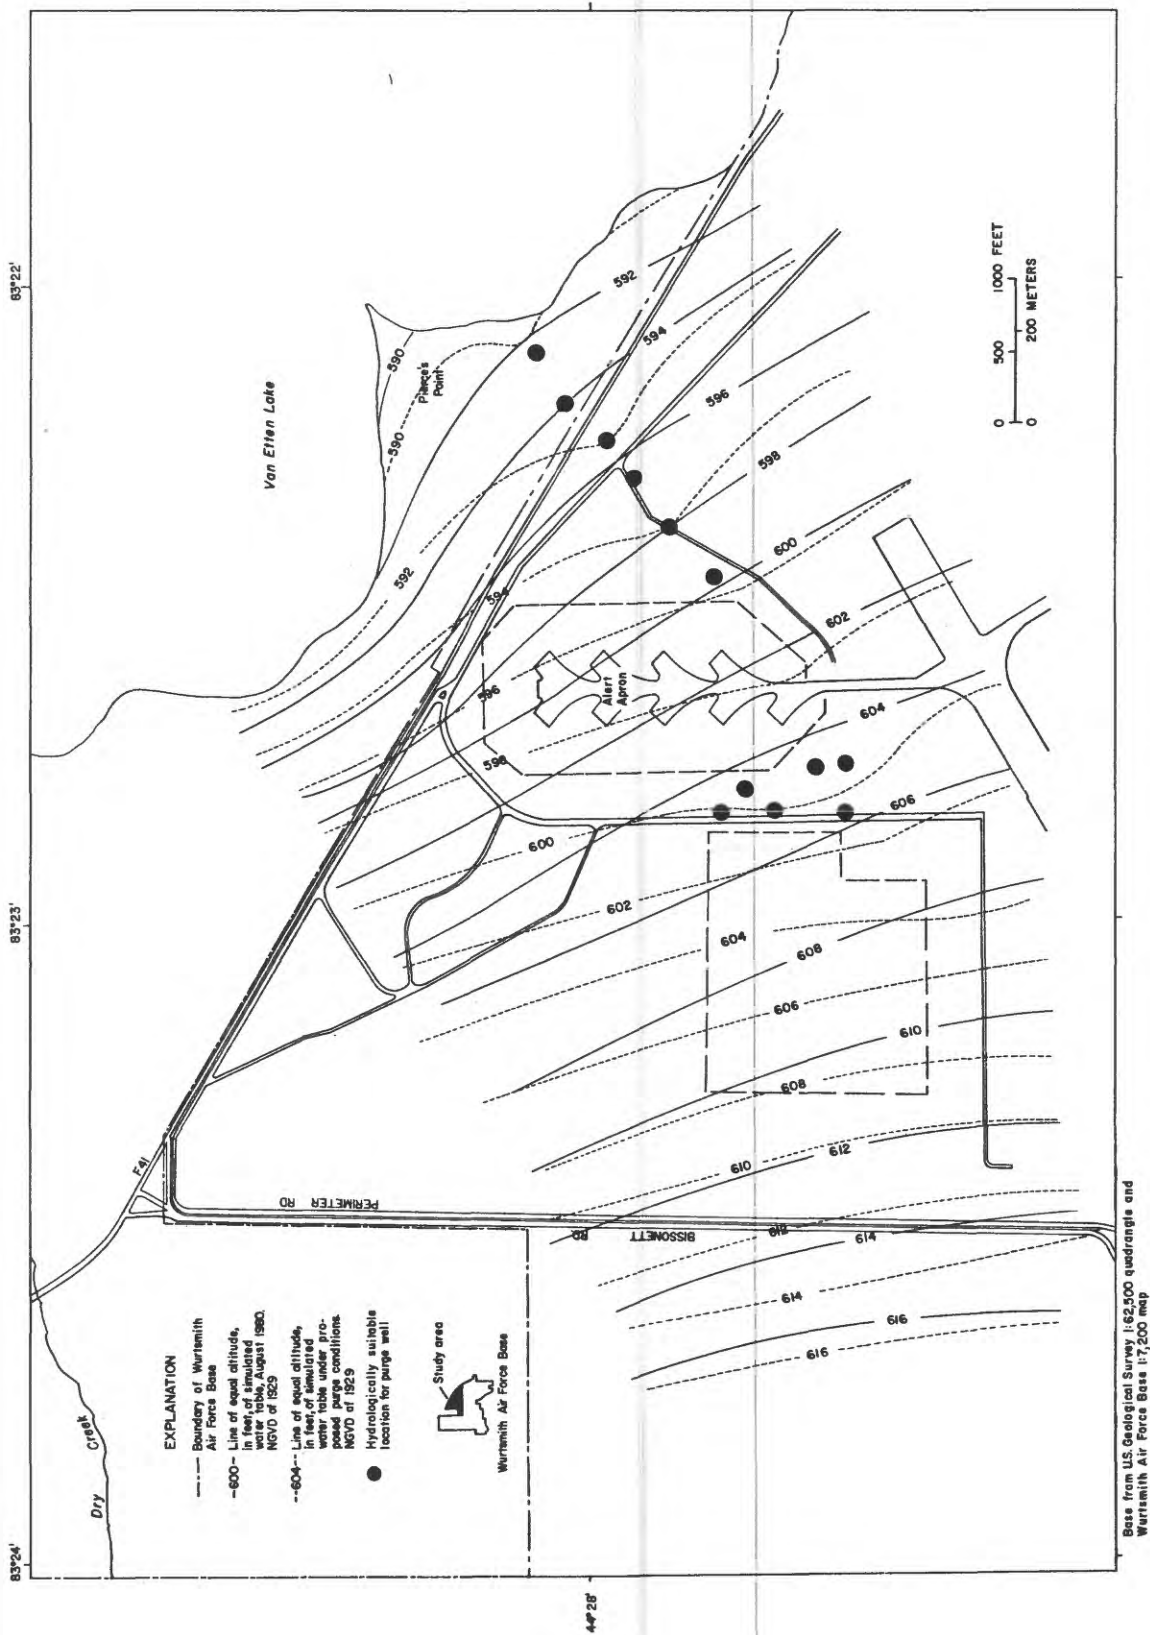 83°24'
83°23'
83°22'
44°28'
Dry Creek
Van Etten Lake
Pierce's
Point
F41
PERIMETER RD
BISSONETT RD
Alert
Apron
590
590
592
592
594
594
596
596
598
598
600
600
602
602
604
604
606
606
608
608
610
610
612
612
614
614
616
616
EXPLANATION
Boundary of Wurtsmith
Air Force Base
—600— Line of equal altitude,
in feet, of simulated
water table, August 1980.
NGVD of 1929
--604-- Line of equal altitude,
in feet, of simulated
water table under pro-
posed purge conditions.
NGVD of 1929
Hydrologically suitable
location for purge well
Study area
Wurtsmith Air Force Base
0 500 1000 FEET
0 200 METERS
Base from U.S. Geological Survey 1:62,500 quadrangle and
Wurtsmith Air Force Base 1:7,200 map